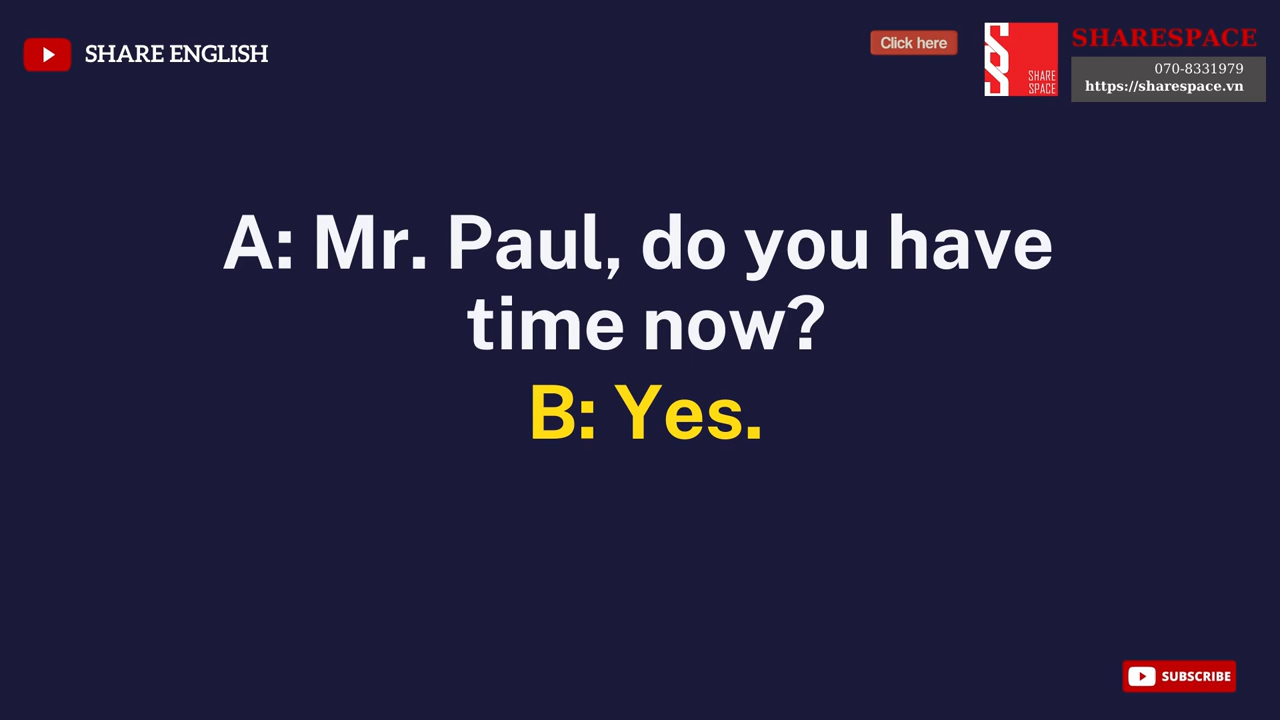 SHARE ENGLISH
Click here
SHARE
SPACE
SHARESPACE
070-8331979
https://sharespace.vn
A: Mr. Paul, do you have
time now?
B: Yes.
SUBSCRIBE